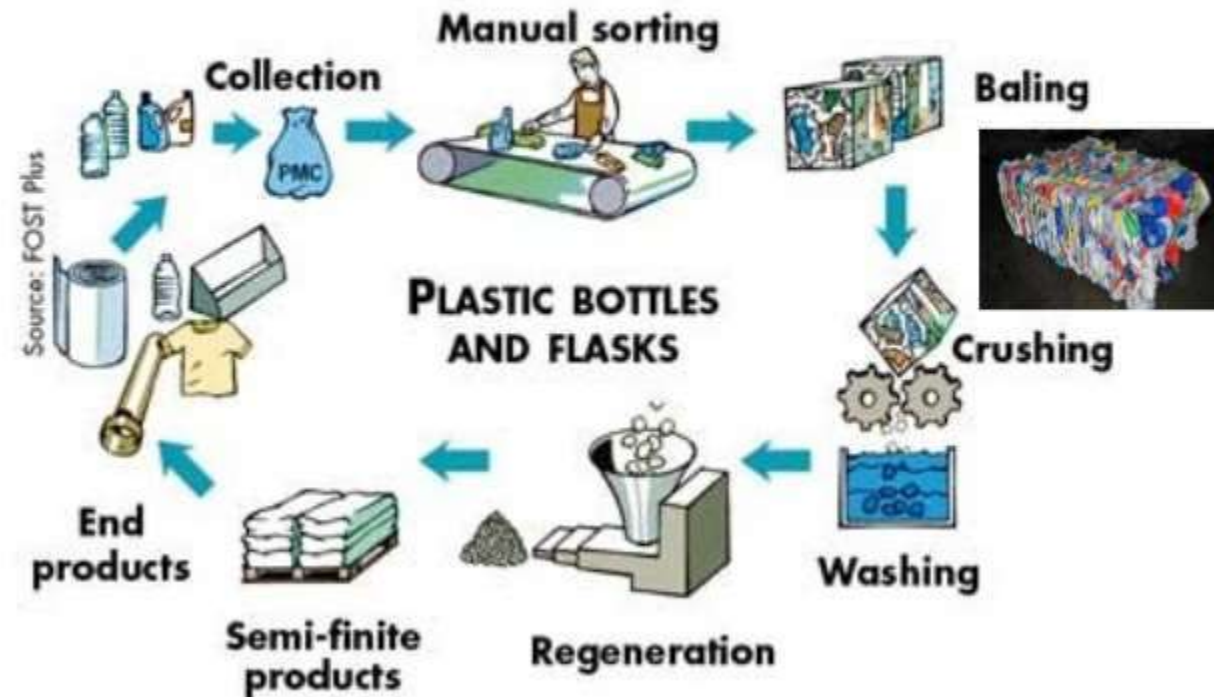 Manual sorting
Collection
Baling
PMC
Source: FOST Plus
PLASTIC BOTTLES
AND FLASKS
Crushing
Washing
Regeneration
Semi-finite
products
End
products